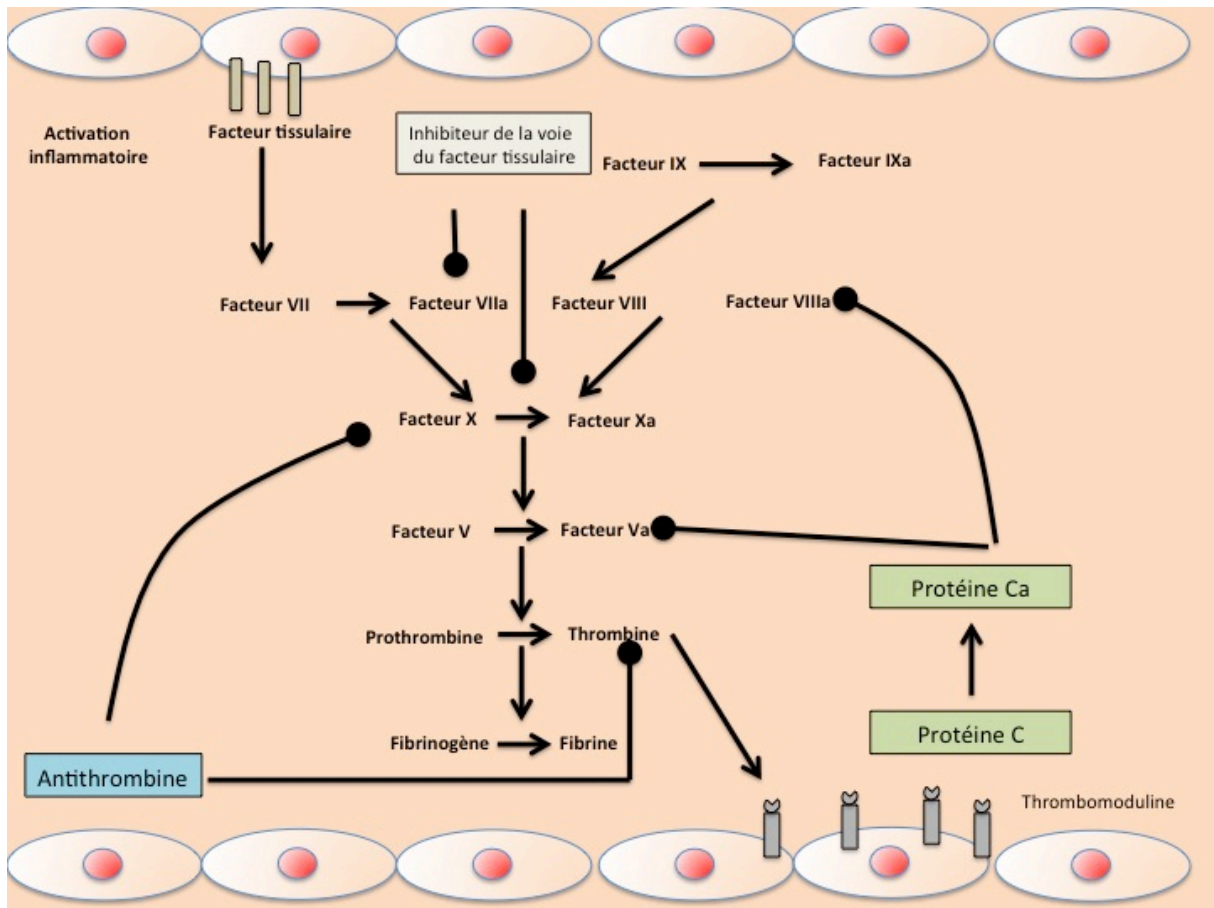 Activation
inflammatoire
Facteur tissulaire
Inhibiteur de la voie
du facteur tissulaire
Facteur IX
Facteur IXa
Facteur VII
Facteur VIIa
Facteur VIII
Facteur VIIIa
Facteur X
Facteur Xa
Facteur V
Facteur Va
Protéine Ca
Prothrombine
Thrombine
Protéine C
Fibrinogène
Fibrine
Antithrombine
Thrombomoduline